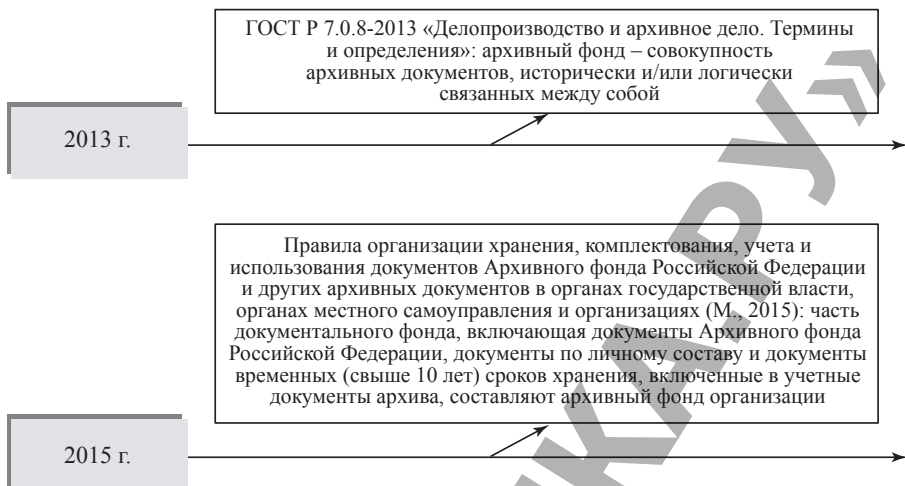 ГОСТ Р 7.0.8-2013 «Делопроизводство и архивное дело. Термины
и определения»: архивный фонд – совокупность
архивных документов, исторически и/или логически
связанных между собой
2013 г.
Правила организации хранения, комплектования, учета и
использования документов Архивного фонда Российской Федерации
и других архивных документов в органах государственной власти,
органах местного самоуправления и организациях (М., 2015): часть
документального фонда, включающая документы Архивного фонда
Российской Федерации, документы по личному составу и документы
временных (свыше 10 лет) сроков хранения, включенные в учетные
документы архива, составляют архивный фонд организации
2015 г.
КА.РУ»